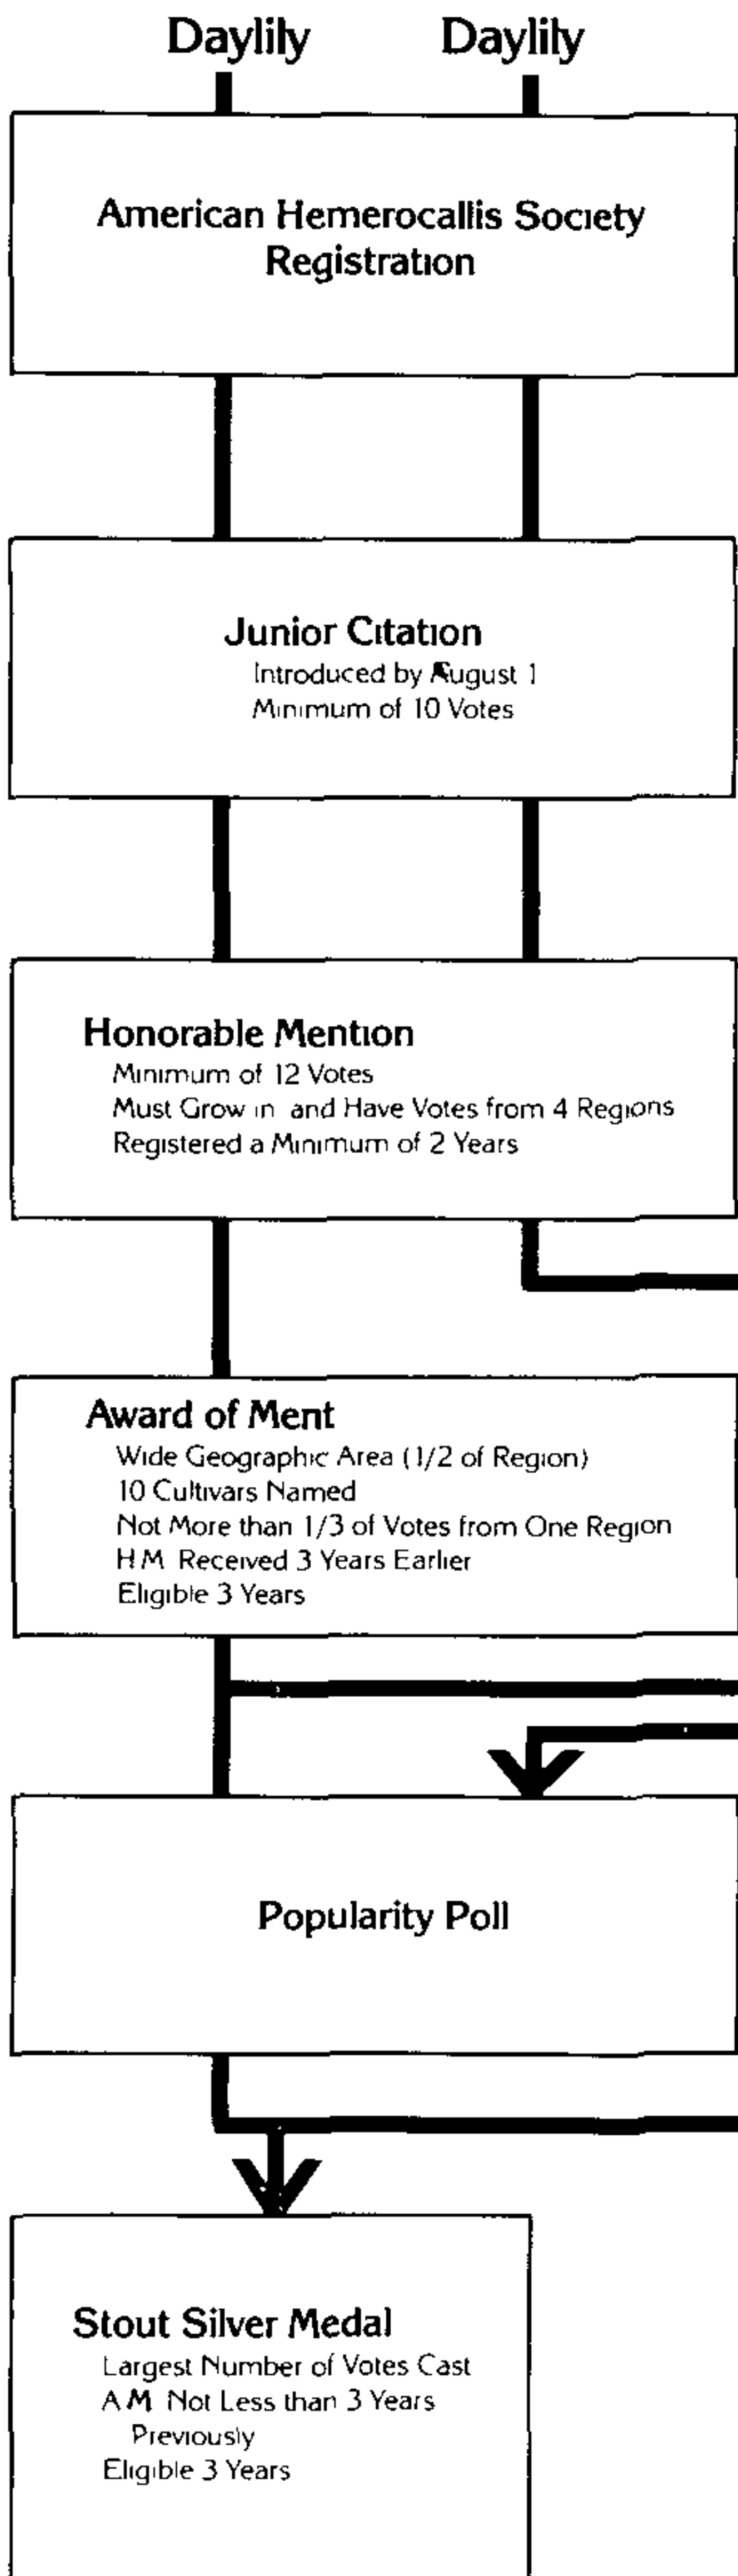 Daylily Daylily
American Hemerocallis Society
Registration
Junior Citation
Introduced by August 1
Minimum of 10 Votes
Honorable Mention
Minimum of 12 Votes
Must Grow in and Have Votes from 4 Regions
Registered a Minimum of 2 Years
Award of Merit
Wide Geographic Area (1/2 of Region)
10 Cultivars Named
Not More than 1/3 of Votes from One Region
H M Received 3 Years Earlier
Eligible 3 Years
Popularity Poll
Stout Silver Medal
Largest Number of Votes Cast
A M Not Less than 3 Years
Previously
Eligible 3 Years